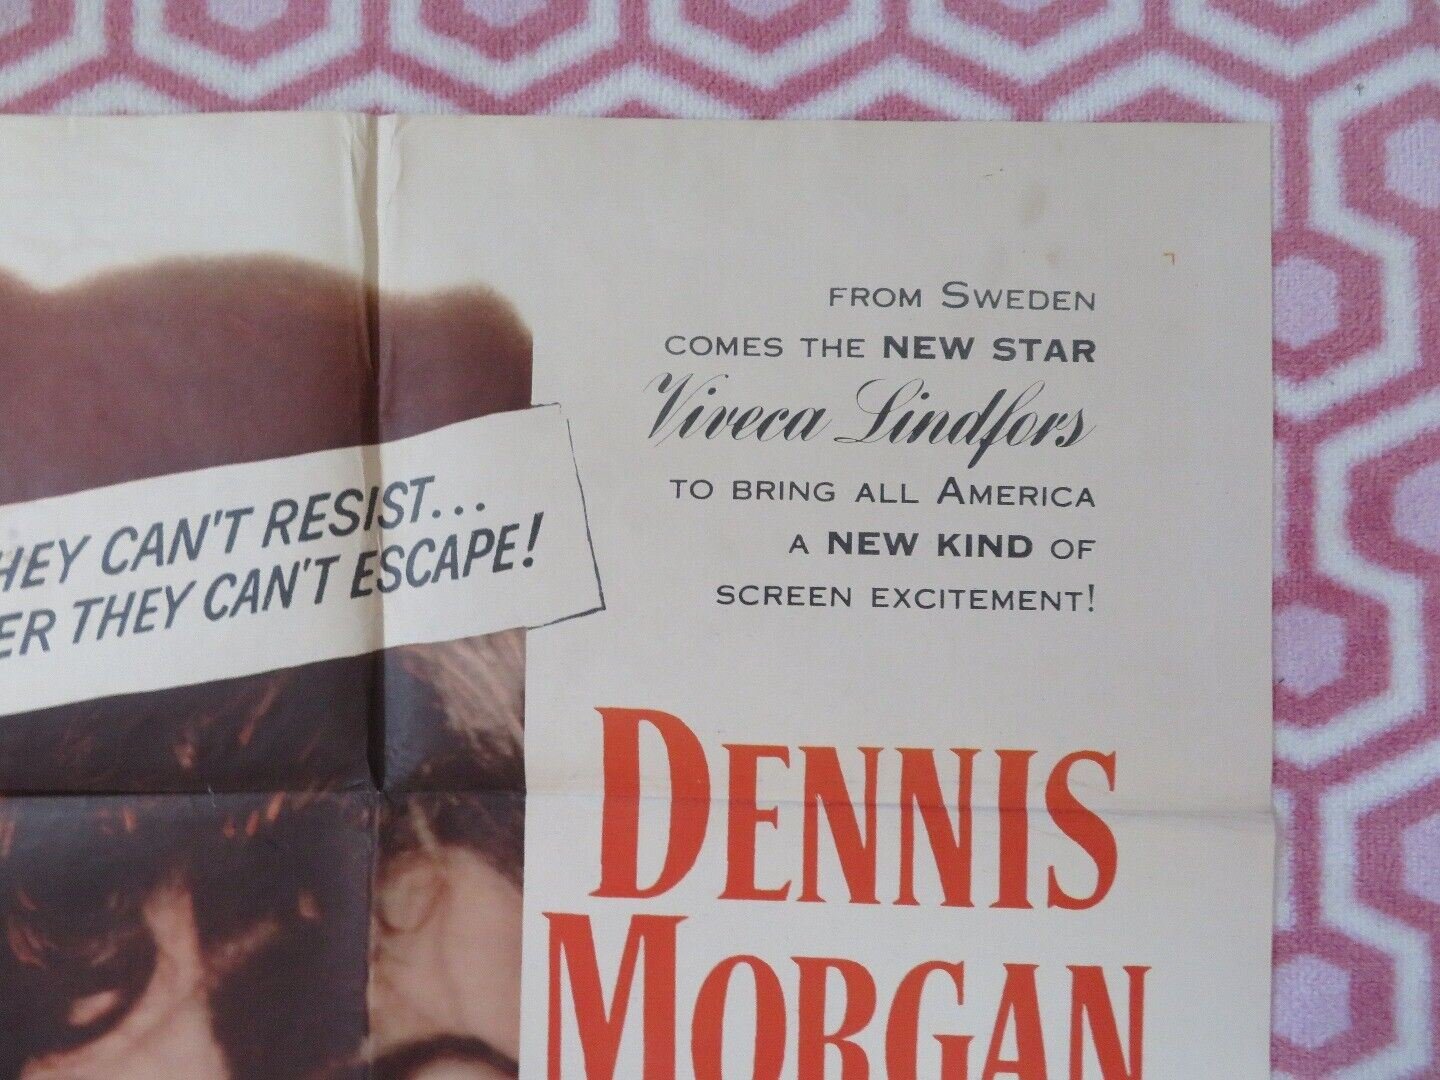 FROM SWEDEN
COMES THE NEW STAR
Viveca Lindfors
TO BRING ALL AMERICA
A NEW KIND OF
SCREEN EXCITEMENT!
HEY CAN'T RESIST...
ER THEY CAN'T ESCAPE!
DENNIS
MORGAN